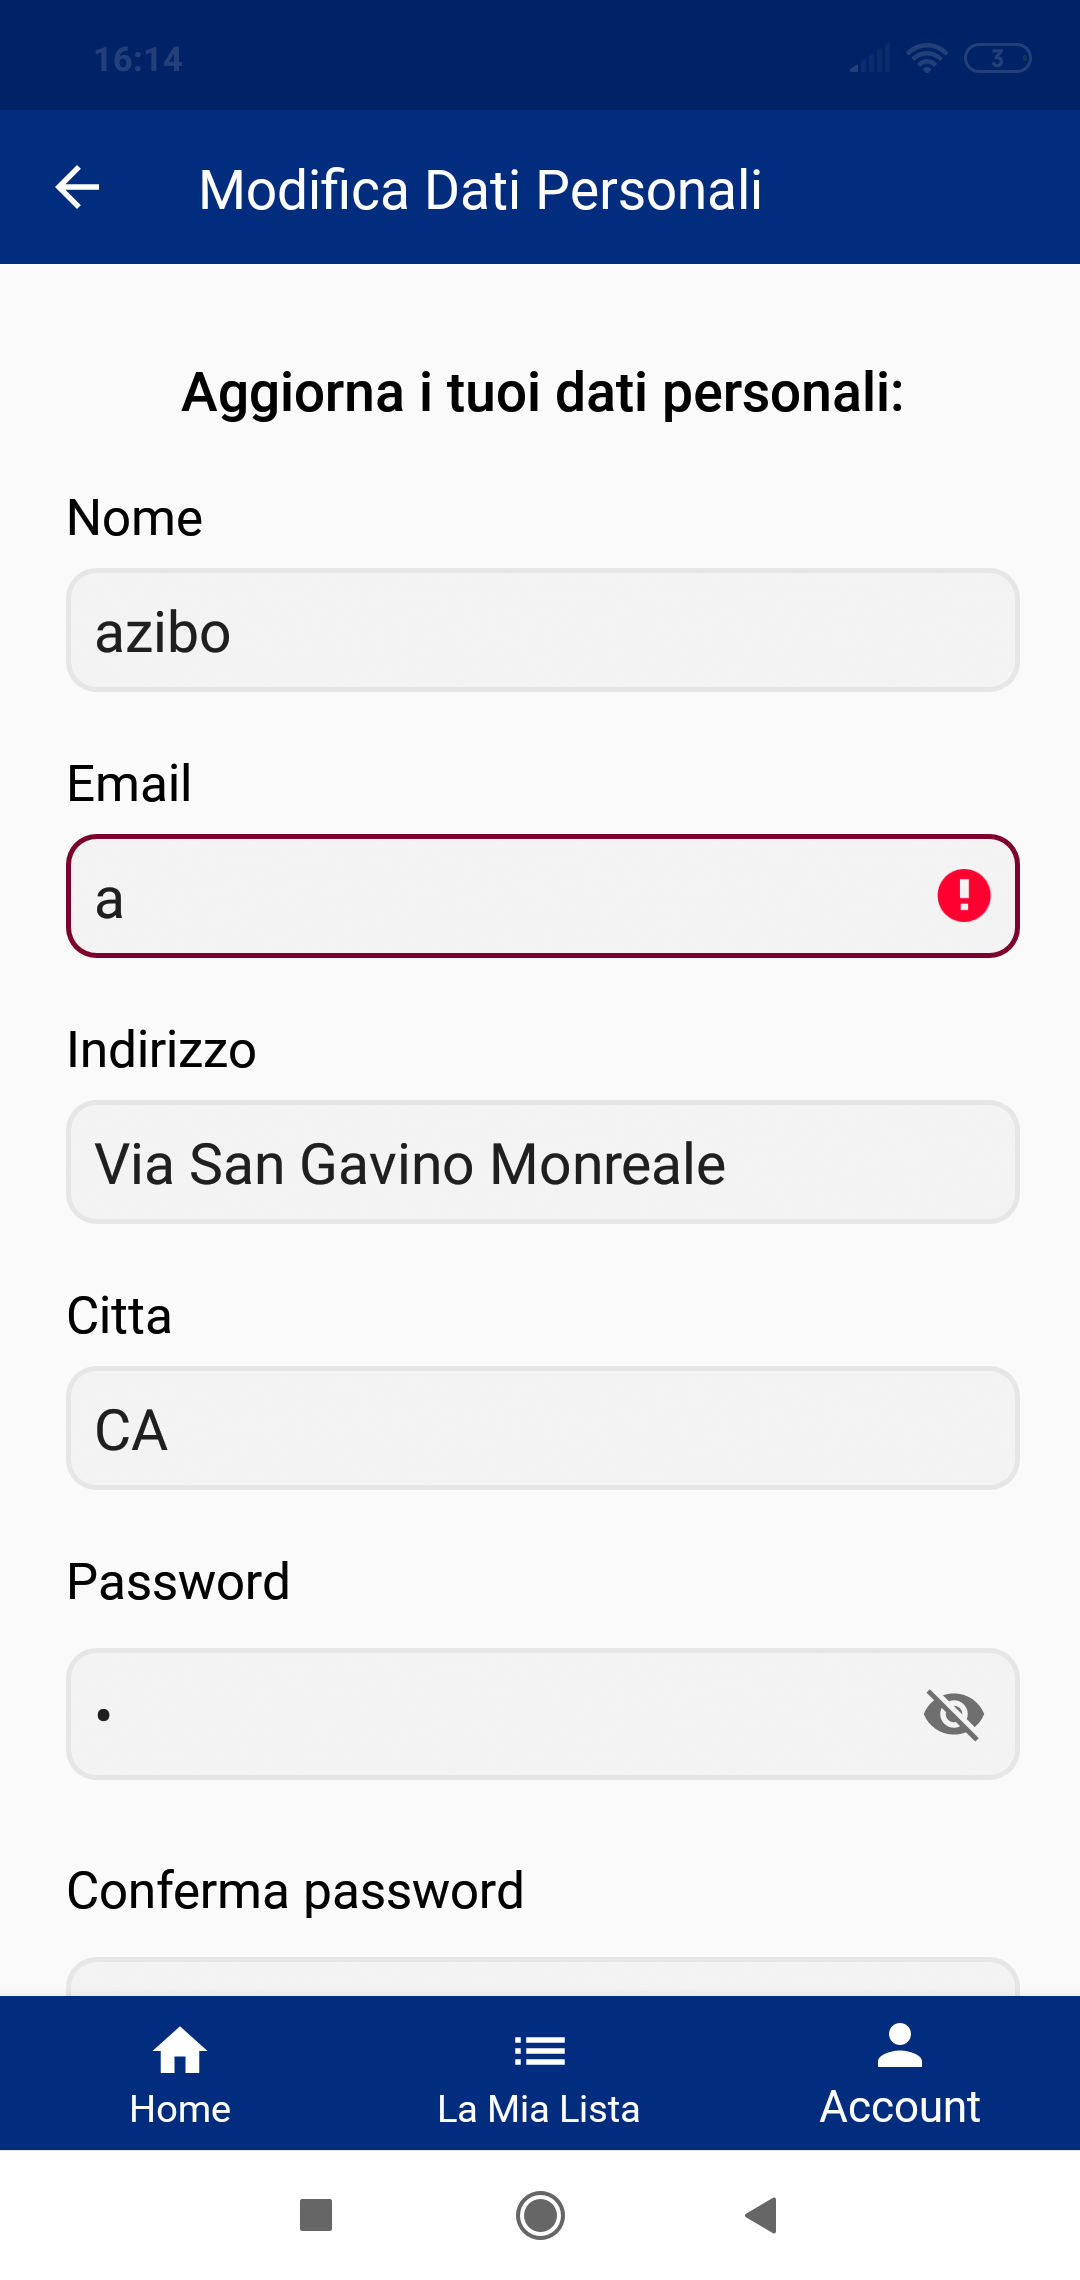 16:14
3
Modifica Dati Personali
Aggiorna i tuoi dati personali:
Nome
azibo
Email
a
Indirizzo
Via San Gavino Monreale
Citta
CA
Password
•
Conferma password
Home
La Mia Lista
Account